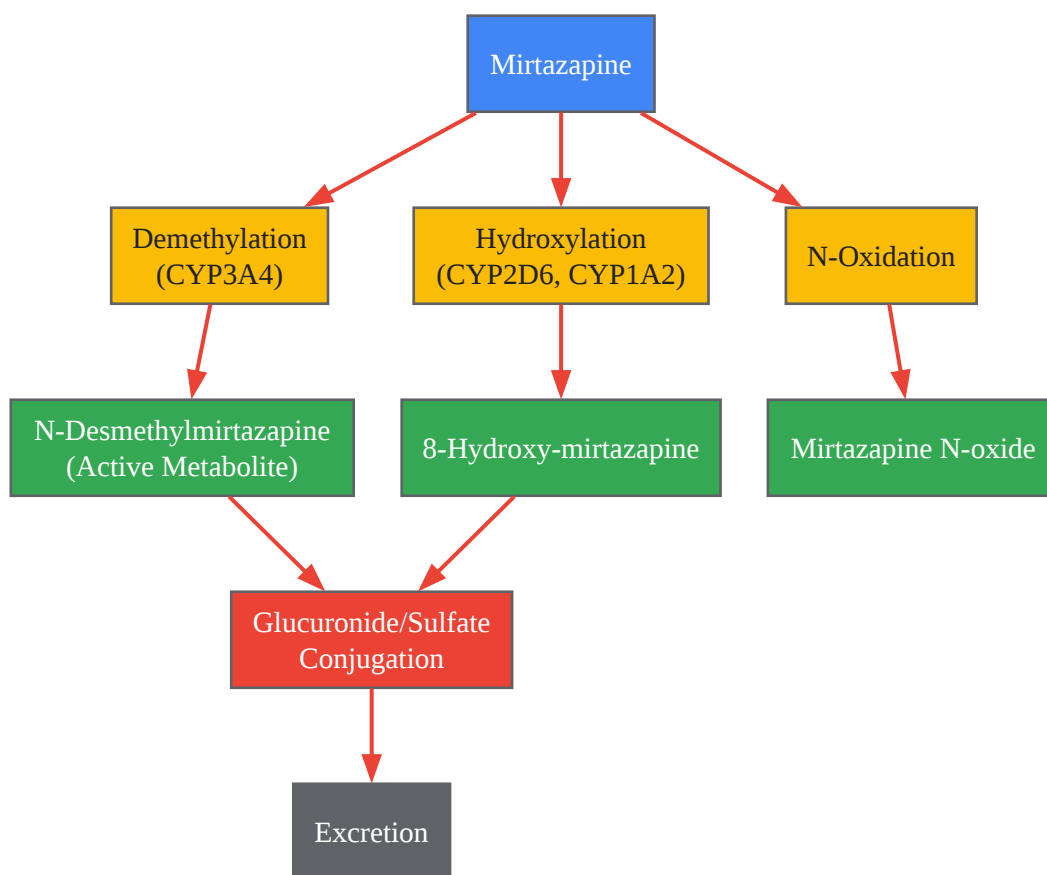 Mirtazapine
Demethylation
(CYP3A4)
Hydroxylation
(CYP2D6, CYP1A2)
N-Oxidation
N-Desmethylmirtazapine
(Active Metabolite)
8-Hydroxy-mirtazapine
Mirtazapine N-oxide
Glucuronide/Sulfate
Conjugation
Excretion